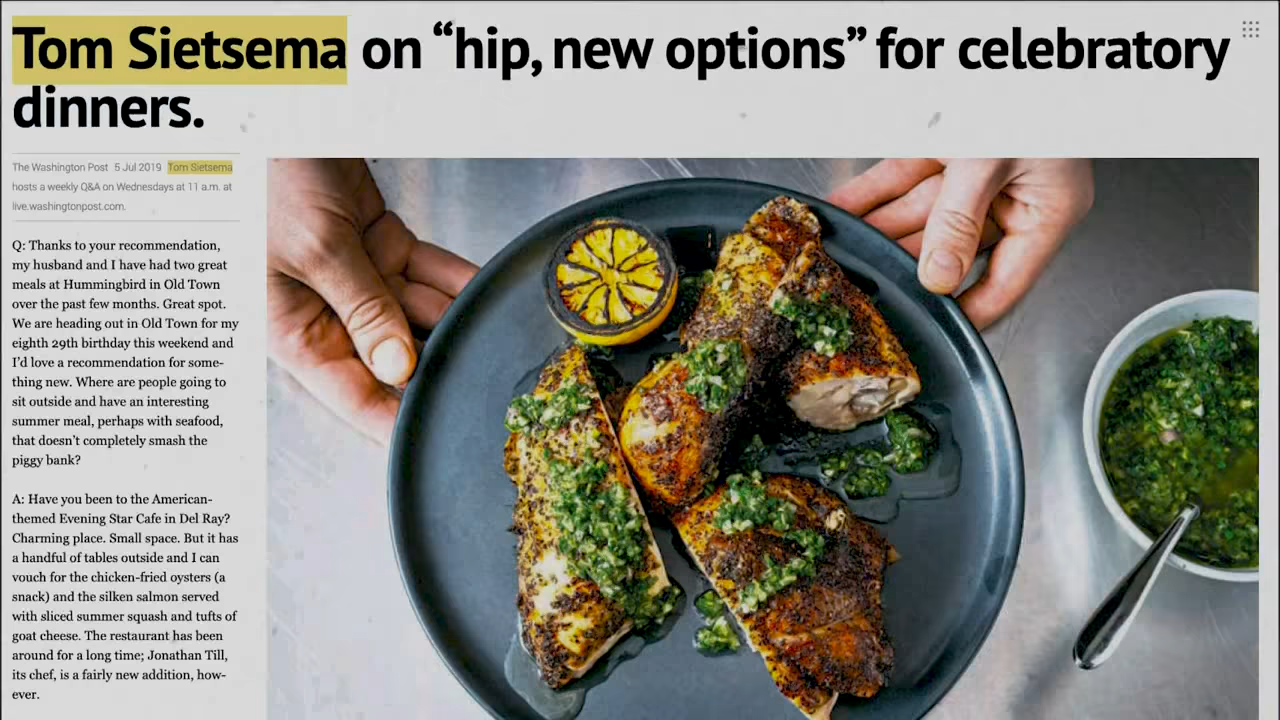 Tom Sietsema on “hip, new options” for celebratory
dinners.
The Washington Post 5 Jul 2019 Tom Sietsema
hosts a weekly Q&A on Wednesdays at 11 a.m. at
live.washingtonpost.com.
Q: Thanks to your recommendation,
my husband and I have had two great
meals at Hummingbird in Old Town
over the past few months. Great spot.
We are heading out in Old Town for my
eighth 29th birthday this weekend and
I’d love a recommendation for some-
thing new. Where are people going to
sit outside and have an interesting
summer meal, perhaps with seafood,
that doesn’t completely smash the
piggy bank?
A: Have you been to the American-
themed Evening Star Cafe in Del Ray?
Charming place. Small space. But it has
a handful of tables outside and I can
vouch for the chicken-fried oysters (a
snack) and the silken salmon served
with sliced summer squash and tufts of
goat cheese. The restaurant has been
around for a long time; Jonathan Till,
its chef, is a fairly new addition, how-
ever.